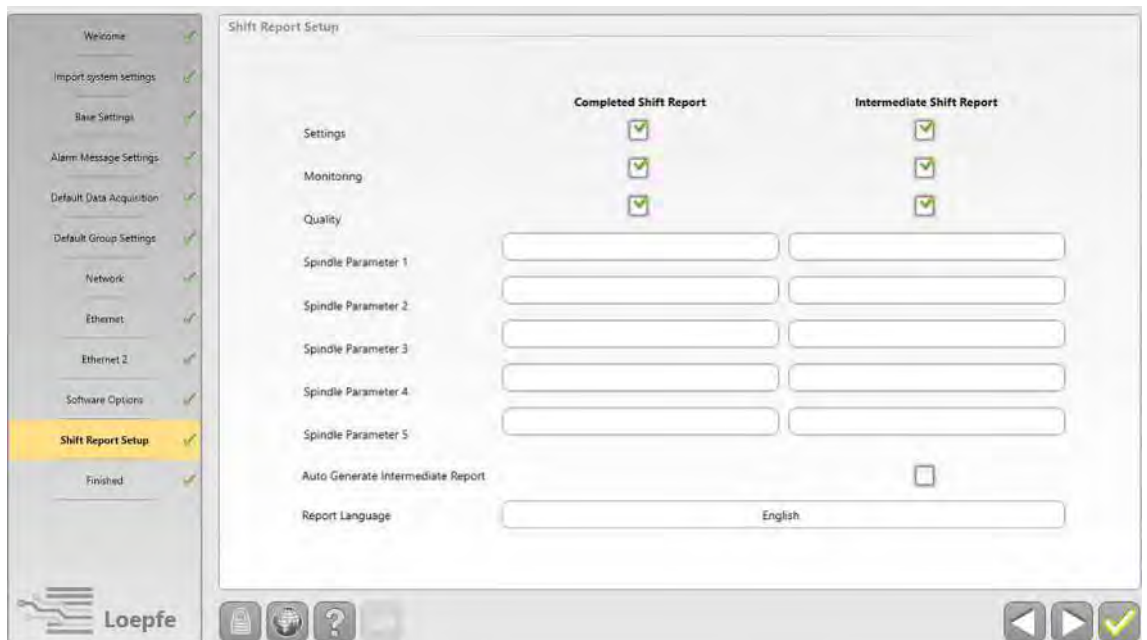 Welcome
Import system settings
Base Settings
Alarm Message Settings
Default Data Acquisition
Default Group Settings
Network
Ethernet
Ethernet 2
Software Options
Shift Report Setup
Finished
Loepfe
Shift Report Setup
Completed Shift Report Intermediate Shift Report
Settings
Monitoring
Quality
Spindle Parameter 1
Spindle Parameter 2
Spindle Parameter 3
Spindle Parameter 4
Spindle Parameter 5
Auto Generate Intermediate Report
Report Language English
?